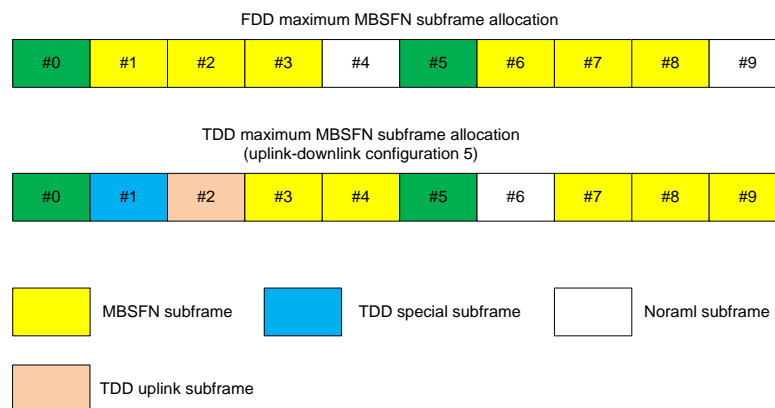 FDD maximum MBSFN subframe allocation
#0 #1 #2 #3 #4 #5 #6 #7 #8 #9
TDD maximum MBSFN subframe allocation
(uplink-downlink configuration 5)
#0 #1 #2 #3 #4 #5 #6 #7 #8 #9
MBSFN subframe TDD special subframe Noraml subframe
TDD uplink subframe